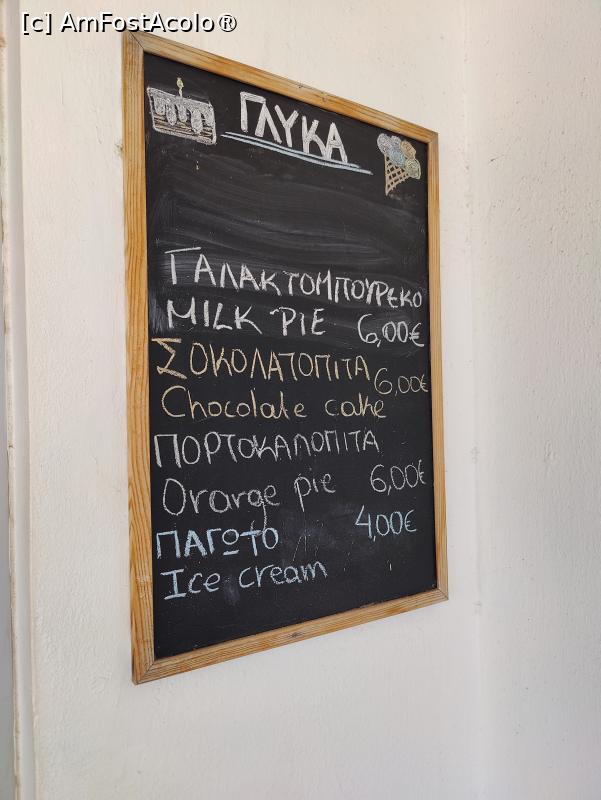 [c] AmFostAcolo®
ΓΛΥΚΑ
ΓΑΛΑΚΤΟΜΠΟΥΡΕΚΟ
MILK PIE 6,00€
ΣΟΚΟΛΑΤΟΠΙΤΑ 6,00€
Chocolate cake
ΠΟΡΤΟΚΑΛΟΠΙΤΑ
Orange pie 6,00€
ΠΑΓΩΤΟ 4,00€
Ice cream